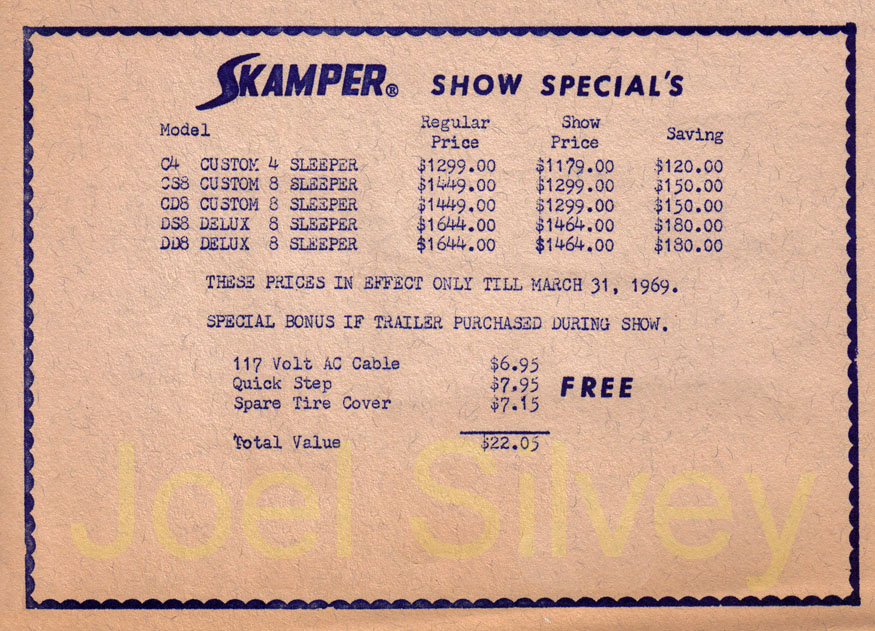 SKAMPER® SHOW SPECIAL'S
Model Regular Price Show Price Saving
C4 CUSTOM 4 SLEEPER $1299.00 $1179.00 $120.00
CS8 CUSTOM 8 SLEEPER $1449.00 $1299.00 $150.00
CD8 CUSTOM 8 SLEEPER $1449.00 $1299.00 $150.00
DS8 DELUX 8 SLEEPER $1644.00 $1464.00 $180.00
DD8 DELUX 8 SLEEPER $1644.00 $1464.00 $180.00
THESE PRICES IN EFFECT ONLY TILL MARCH 31, 1969.
SPECIAL BONUS IF TRAILER PURCHASED DURING SHOW.
117 Volt AC Cable $6.95
Quick Step $7.95 FREE
Spare Tire Cover $7.15
Total Value $22.05
Joel Silvey